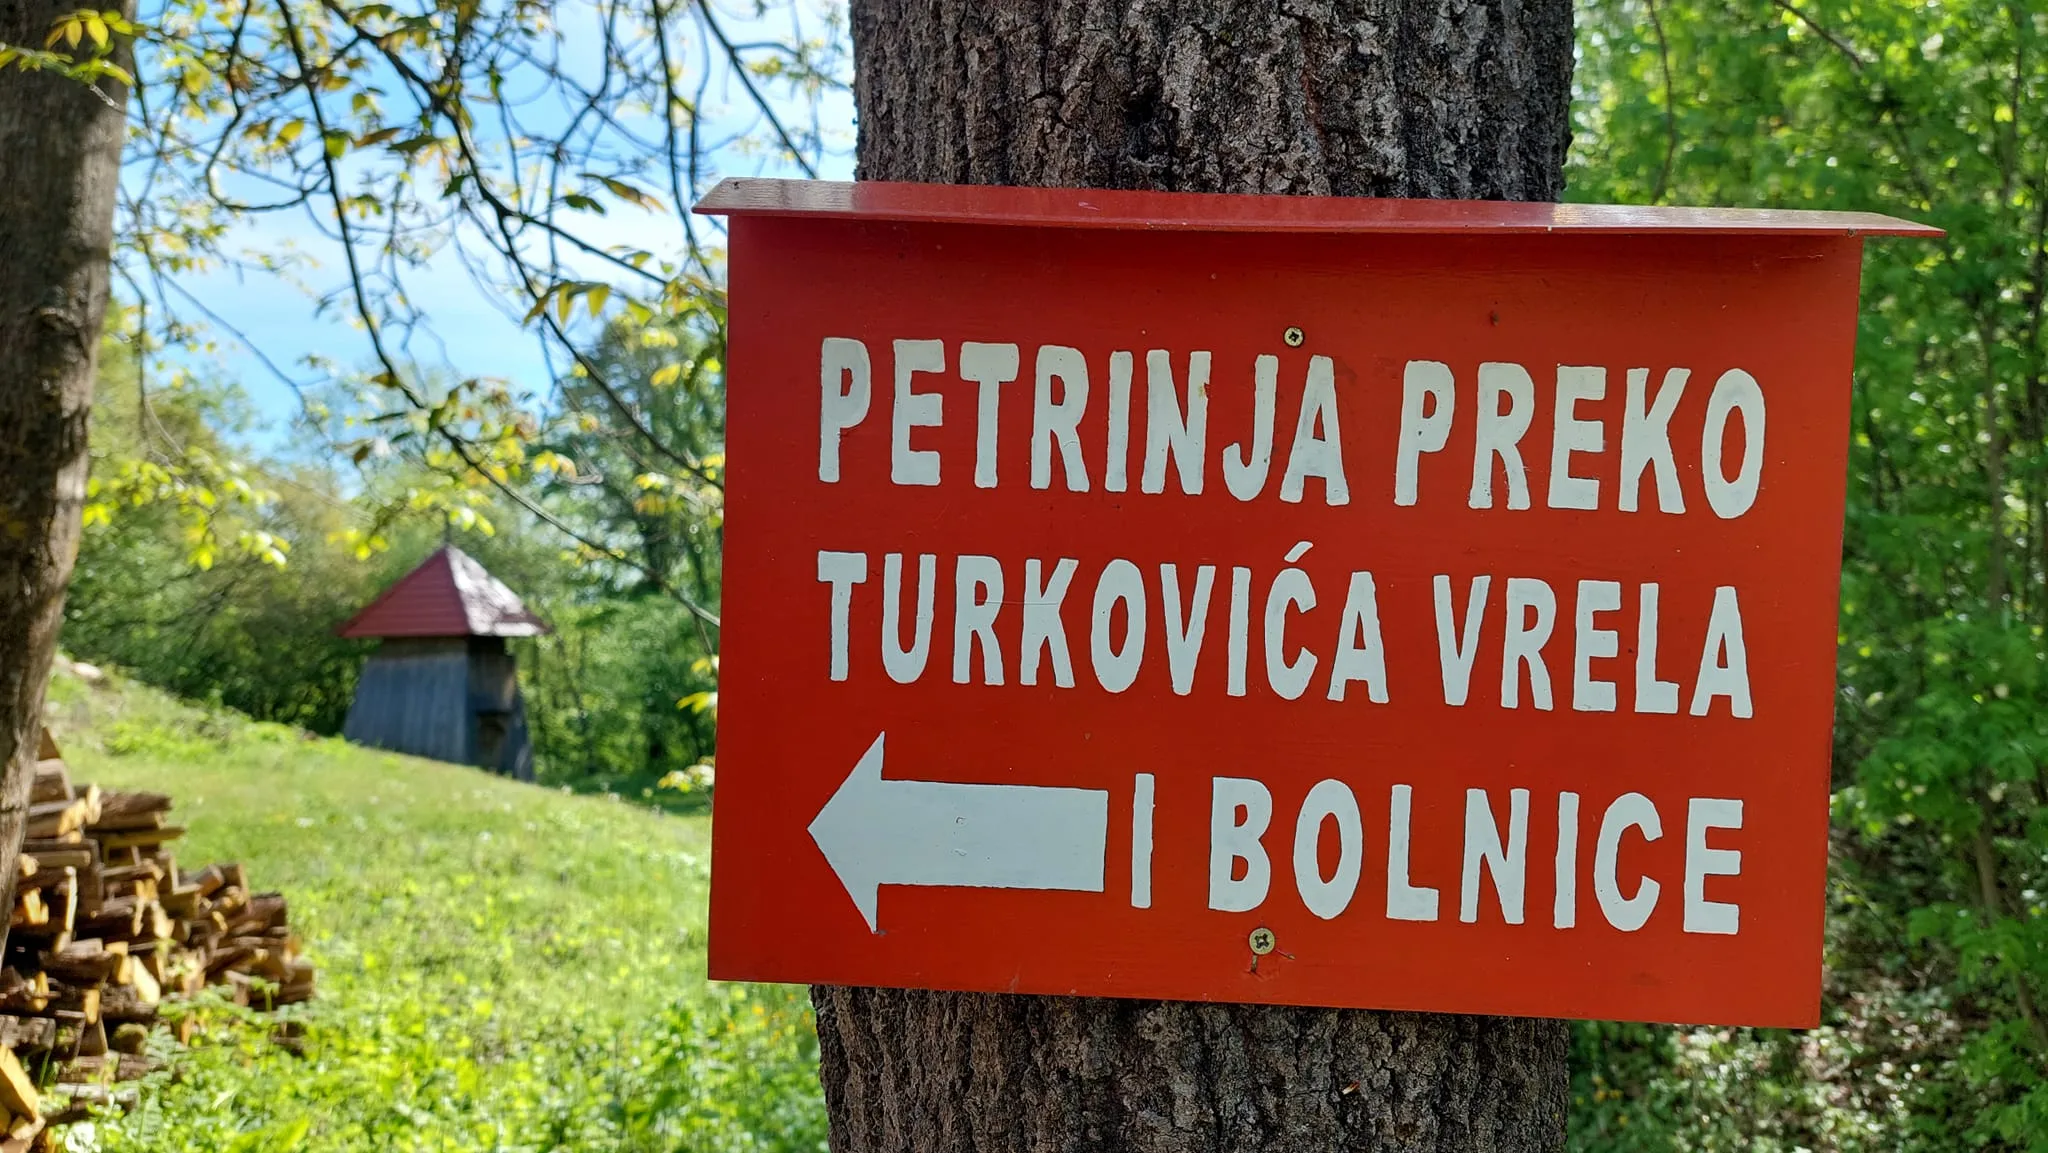 PETRINJA PREKO
TURKOVIĆA VRELA
I BOLNICE